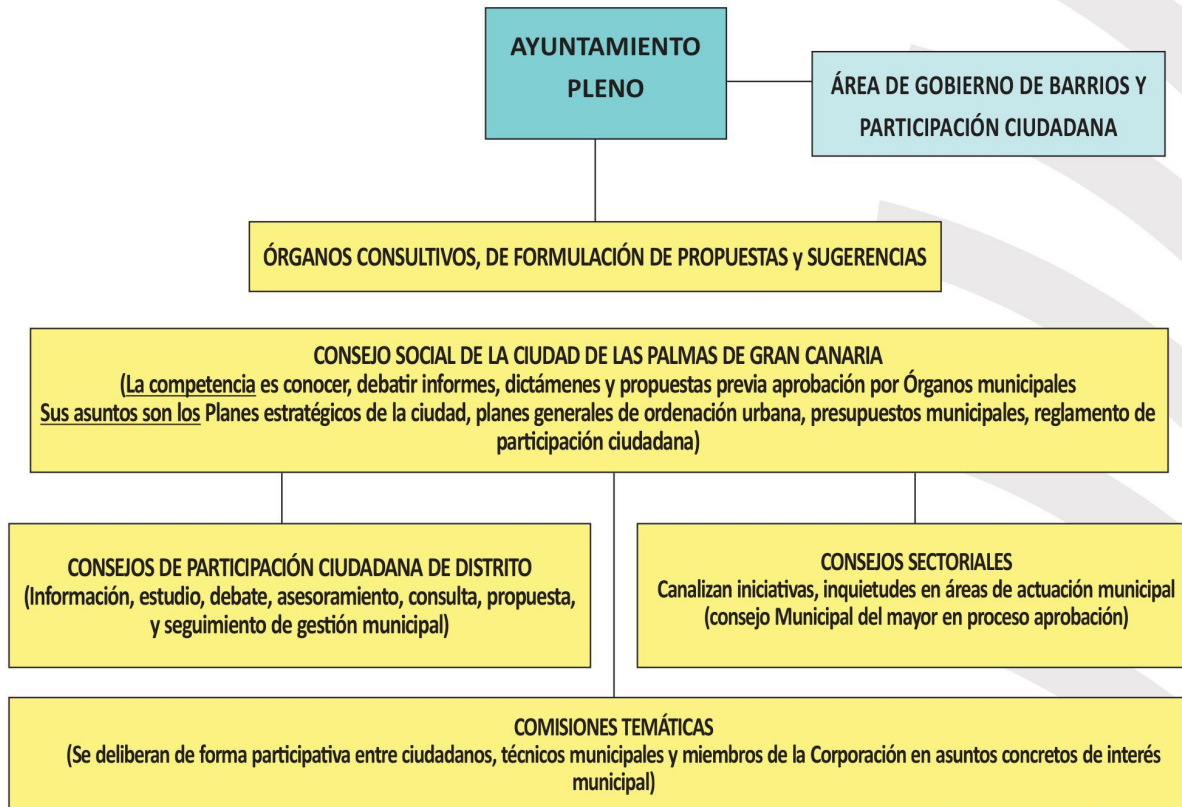 AYUNTAMIENTO
PLENO
ÁREA DE GOBIERNO DE BARRIOS Y
PARTICIPACIÓN CIUDADANA
ÓRGANOS CONSULTIVOS, DE FORMULACIÓN DE PROPUESTAS y SUGERENCIAS
CONSEJO SOCIAL DE LA CIUDAD DE LAS PALMAS DE GRAN CANARIA
(La competencia es conocer, debatir informes, dictámenes y propuestas previa aprobación por Órganos municipales
Sus asuntos son los Planes estratégicos de la ciudad, planes generales de ordenación urbana, presupuestos municipales, reglamento de
participación ciudadana)
CONSEJOS DE PARTICIPACIÓN CIUDADANA DE DISTRITO
(Información, estudio, debate, asesoramiento, consulta, propuesta,
y seguimiento de gestión municipal)
CONSEJOS SECTORIALES
Canalizan iniciativas, inquietudes en áreas de actuación municipal
(consejo Municipal del mayor en proceso aprobación)
COMISIONES TEMÁTICAS
(Se deliberan de forma participativa entre ciudadanos, técnicos municipales y miembros de la Corporación en asuntos concretos de interés
municipal)